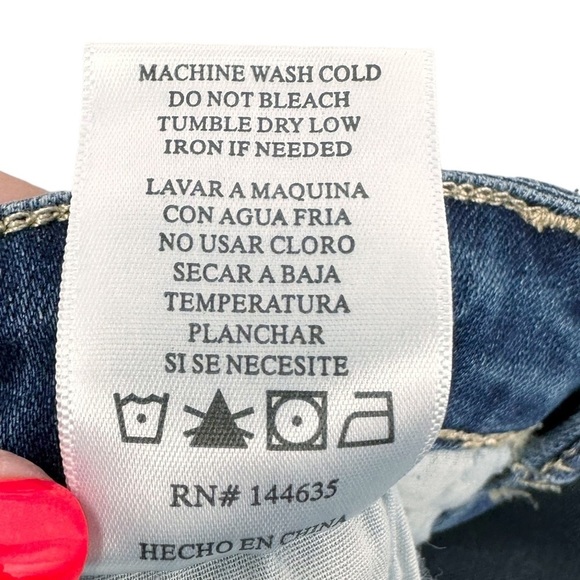 MACHINE WASH COLD
DO NOT BLEACH
TUMBLE DRY LOW
IRON IF NEEDED
LAVAR A MAQUINA
CON AGUA FRIA
NO USAR CLORO
SECAR A BAJA
TEMPERATURA
PLANCHAR
SI SE NECESITE
RN# 144635
HECHO EN CHINA